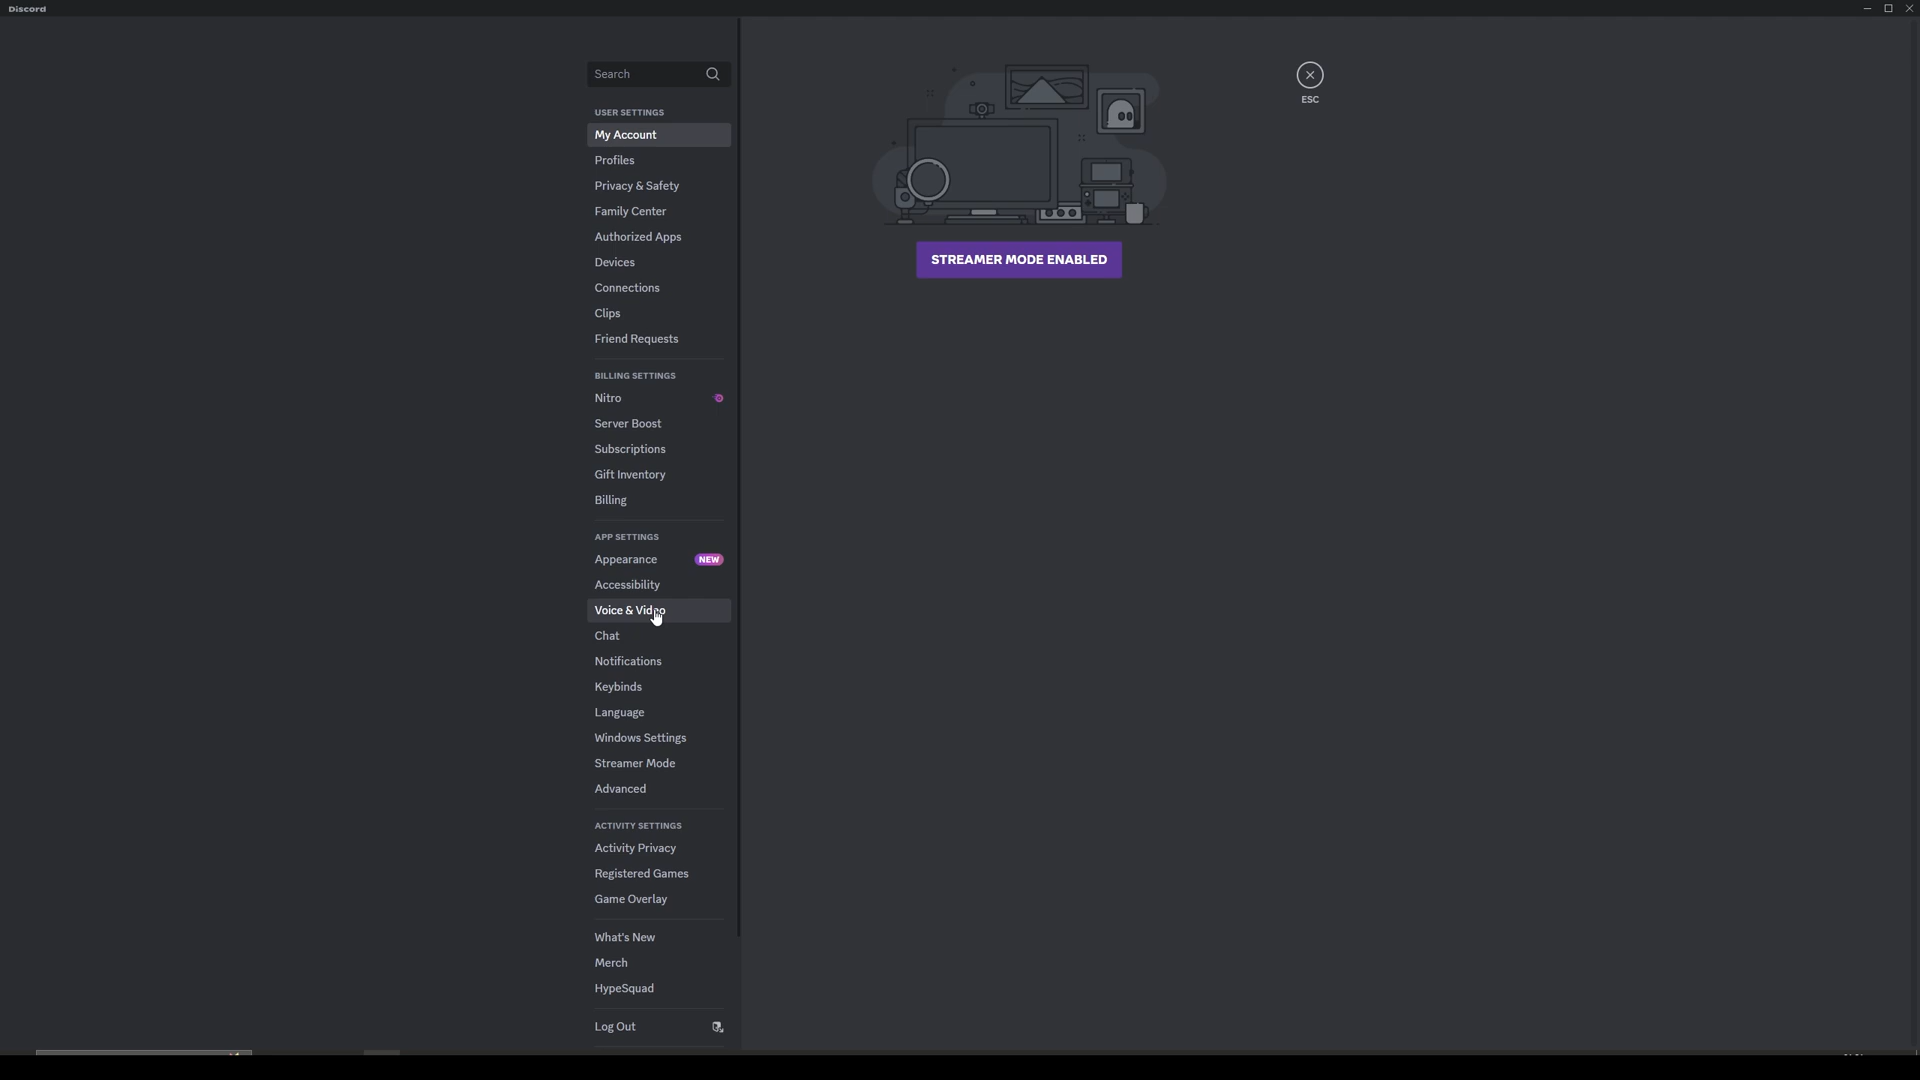 Discord
Search
ESC
USER SETTINGS
My Account
Profiles
Privacy & Safety
Family Center
Authorized Apps
Devices
Connections
Clips
Friend Requests
BILLING SETTINGS
Nitro
Server Boost
Subscriptions
Gift Inventory
Billing
APP SETTINGS
Appearance NEW
Accessibility
Voice & Video
Chat
Notifications
Keybinds
Language
Windows Settings
Streamer Mode
Advanced
ACTIVITY SETTINGS
Activity Privacy
Registered Games
Game Overlay
What's New
Merch
HypeSquad
Log Out
STREAMER MODE ENABLED